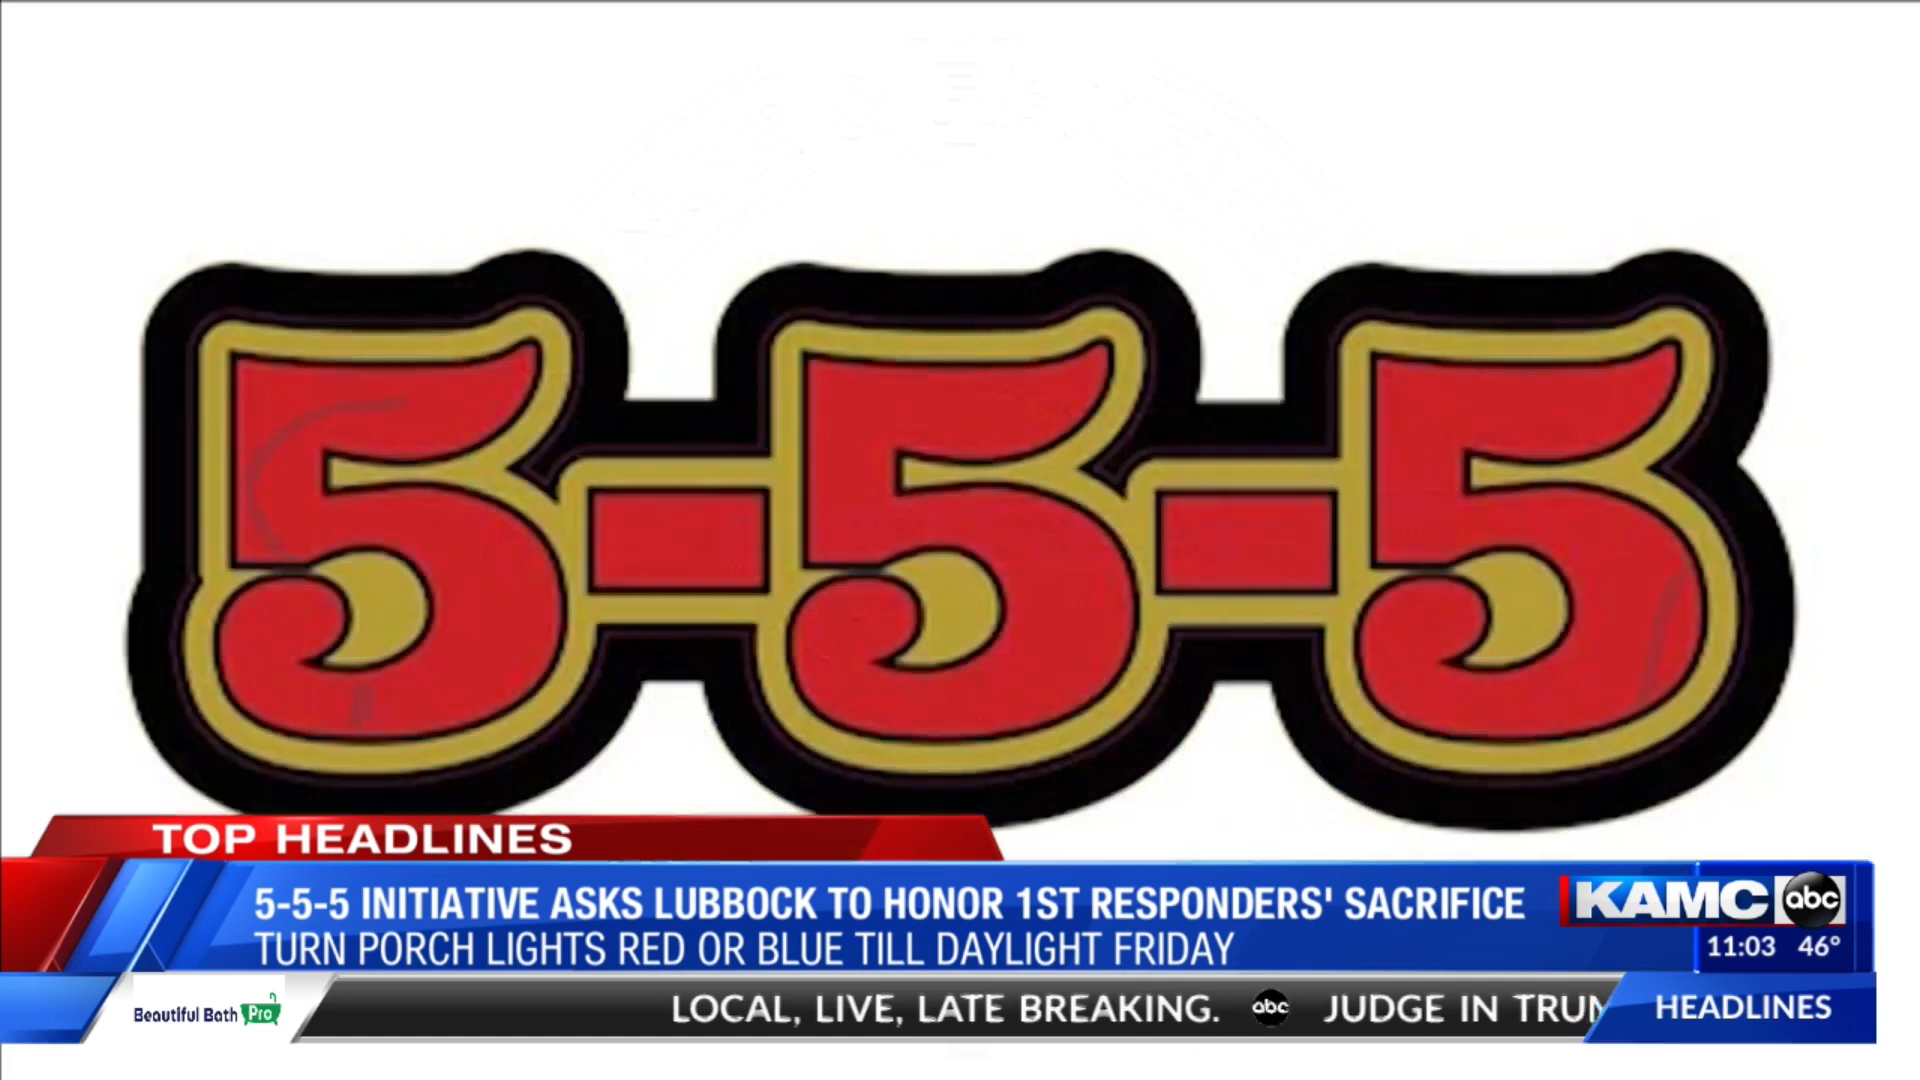 5-5-5
TOP HEADLINES
5-5-5 INITIATIVE ASKS LUBBOCK TO HONOR 1ST RESPONDERS' SACRIFICE
TURN PORCH LIGHTS RED OR BLUE TILL DAYLIGHT FRIDAY
KAMC abc
11:03 46°
Beautiful Bath Pro
LOCAL, LIVE, LATE BREAKING. abc JUDGE IN TRUM
HEADLINES